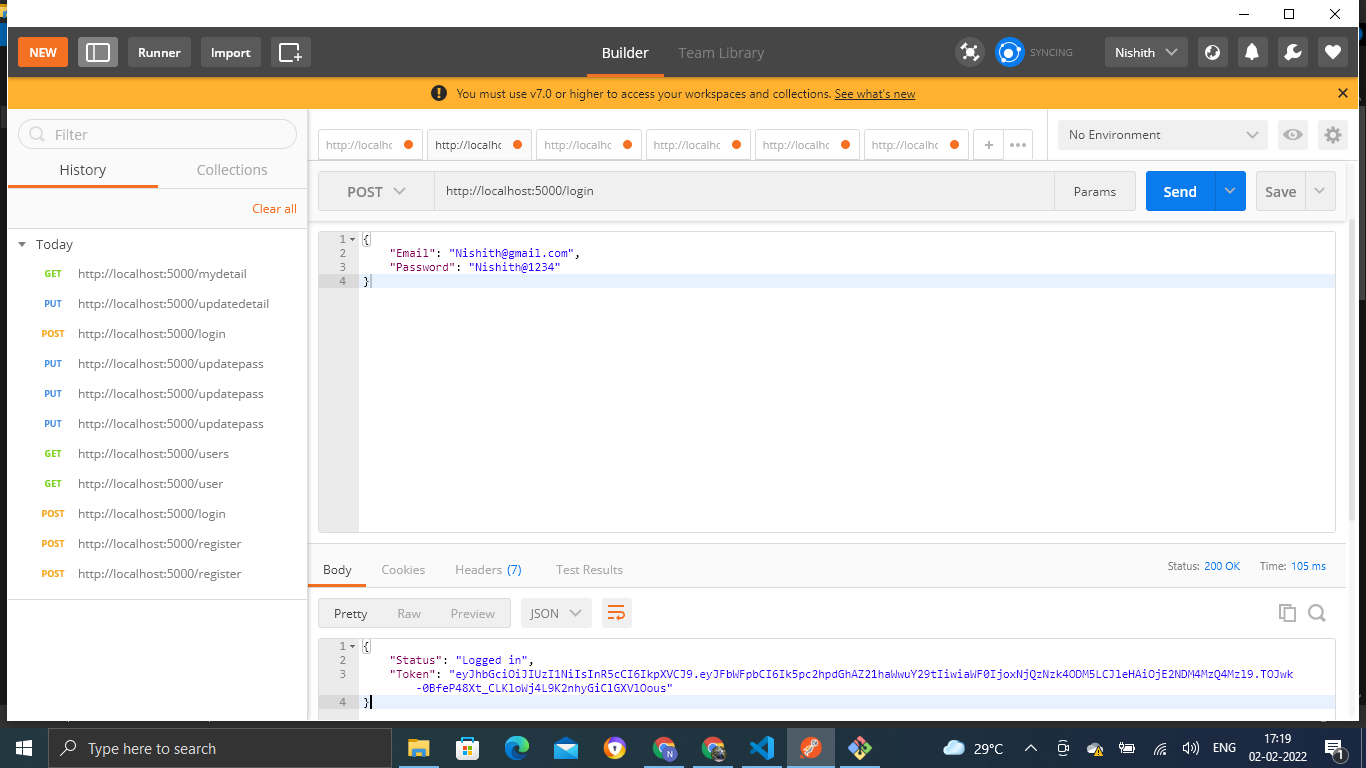 NEW
Runner
Import
Builder
Team Library
SYNCING
Nishith
You must use v7.0 or higher to access your workspaces and collections. See what's new
Filter
History
Collections
Clear all
Today
GET http://localhost:5000/mydetail
PUT http://localhost:5000/updatedetail
POST http://localhost:5000/login
PUT http://localhost:5000/updatepass
PUT http://localhost:5000/updatepass
PUT http://localhost:5000/updatepass
GET http://localhost:5000/users
GET http://localhost:5000/user
POST http://localhost:5000/login
POST http://localhost:5000/register
POST http://localhost:5000/register
http://localhc
http://localhc
http://localhc
http://localhc
http://localhc
http://localhc
No Environment
POST
http://localhost:5000/login
Params
Send
Save
1 {
2 "Email": "Nishith@gmail.com",
3 "Password": "Nishith@1234"
4 }
Body
Cookies
Headers (7)
Test Results
Status: 200 OK
Time: 105 ms
Pretty
Raw
Preview
JSON
1 {
2 "Status": "Logged in",
3 "Token": "eyJhbGciOiJIUzI1NiIsInR5cCI6IkpXVCJ9.eyJFbWFpbCI6Ik5pc2hpdGhAZ21haWwuY29tIiwiaWF0IjoxNjQzNzk4ODM5LCJleHAiOjE2NDM4MzQ4Mzl9.TOJwk
-0BfeP48Xt_CLKloWj4L9K2nhyGiClGXVlOous"
4 }
Type here to search
N
29°C
ENG
17:19
02-02-2022
1